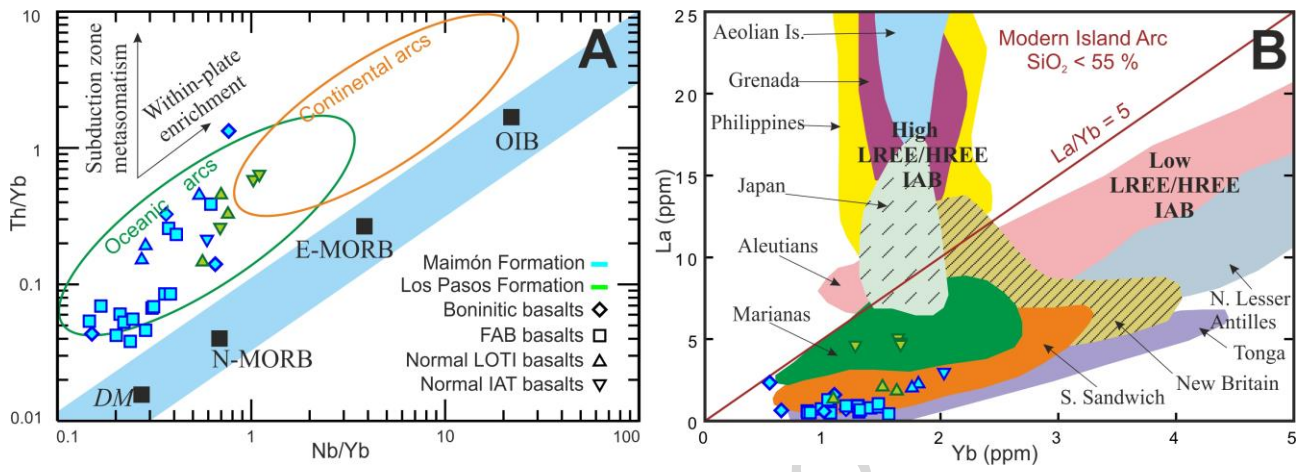 A
Subduction zone
metasomatism
Within-plate
enrichment
Continental arcs
Oceanic arcs
OIB
E-MORB
N-MORB
DM
Maimón Formation
Los Pasos Formation
Boninitic basalts
FAB basalts
Normal LOTI basalts
Normal IAT basalts
10
1
0.1
0.01
Th/Yb
0.1
1
10
100
Nb/Yb
B
Modern Island Arc
SiO₂ < 55 %
Aeolian Is.
Grenada
Philippines
High
LREE/HREE
IAB
La/Yb = 5
Low
LREE/HREE
IAB
Japan
Aleutians
Marianas
N. Lesser
Antilles
Tonga
New Britain
S. Sandwich
25
20
15
10
5
0
La (ppm)
0
1
2
3
4
5
Yb (ppm)